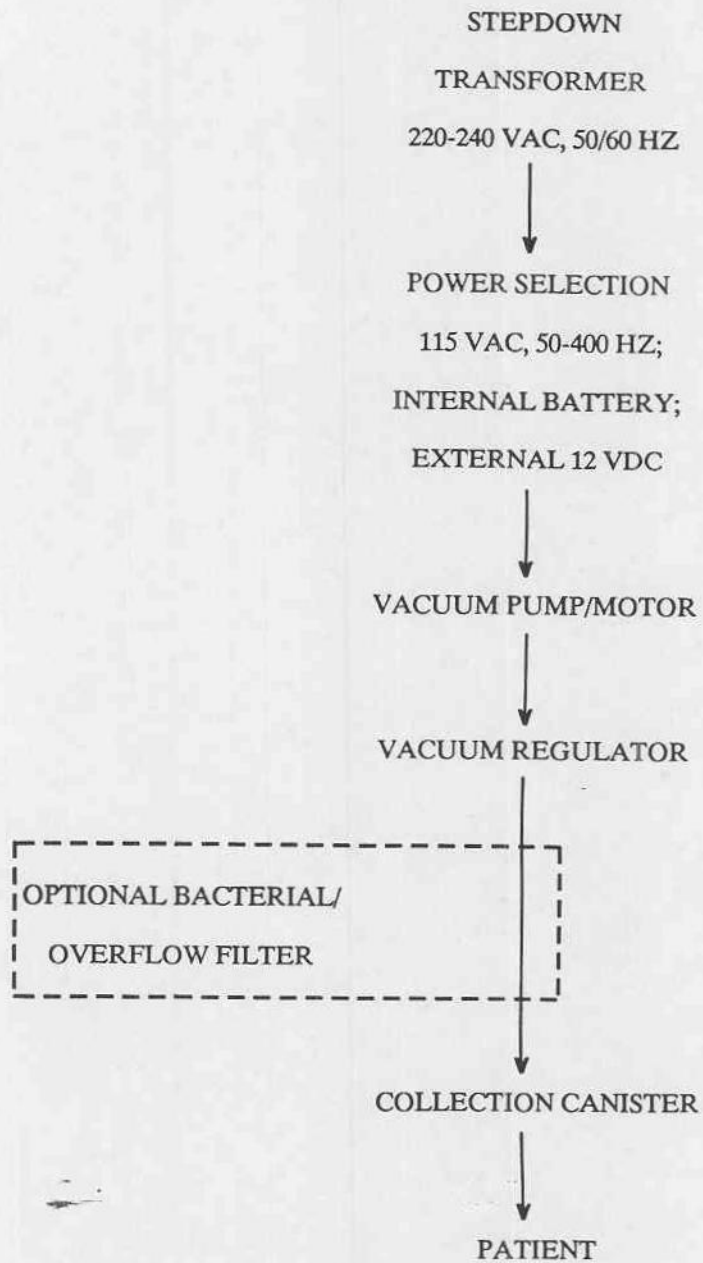 STEPDOWN
TRANSFORMER
220-240 VAC, 50/60 HZ
POWER SELECTION
115 VAC, 50-400 HZ;
INTERNAL BATTERY;
EXTERNAL 12 VDC
VACUUM PUMP/MOTOR
VACUUM REGULATOR
OPTIONAL BACTERIAL/
OVERFLOW FILTER
COLLECTION CANISTER
PATIENT